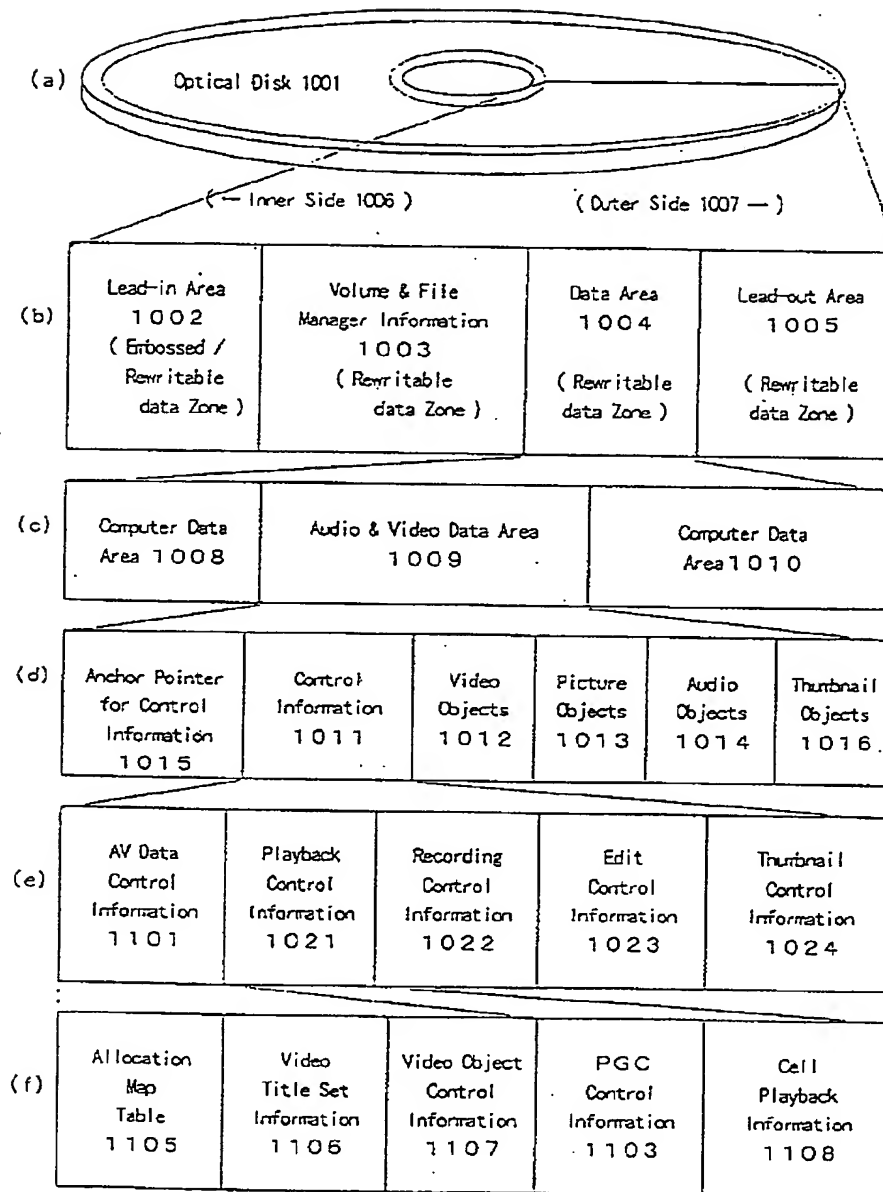 (a)
Optical Disk 1001
(— Inner Side 1006 )
(Outer Side 1007 — )
(b)
Lead-in Area
1002
( Embossed /
Rewritable
data Zone )
Volume & File
Manager Information
1003
( Rewritable
data Zone )
Data Area
1004
( Rewritable
data Zone )
Lead-out Area
1005
( Rewritable
data Zone )
(c)
Computer Data
Area 1008
Audio & Video Data Area
1009
Computer Data
Area 1010
(d)
Anchor Pointer
for Control
Information
1015
Control
Information
1011
Video
Objects
1012
Picture
Objects
1013
Audio
Objects
1014
Thumbnail
Objects
1016
(e)
AV Data
Control
Information
1101
Playback
Control
Information
1021
Recording
Control
Information
1022
Edit
Control
Information
1023
Thumbnail
Control
Information
1024
(f)
Allocation
Map
Table
1105
Video
Title Set
Information
1106
Video Object
Control
Information
1107
PGC
Control
Information
1103
Cell
Playback
Information
1108